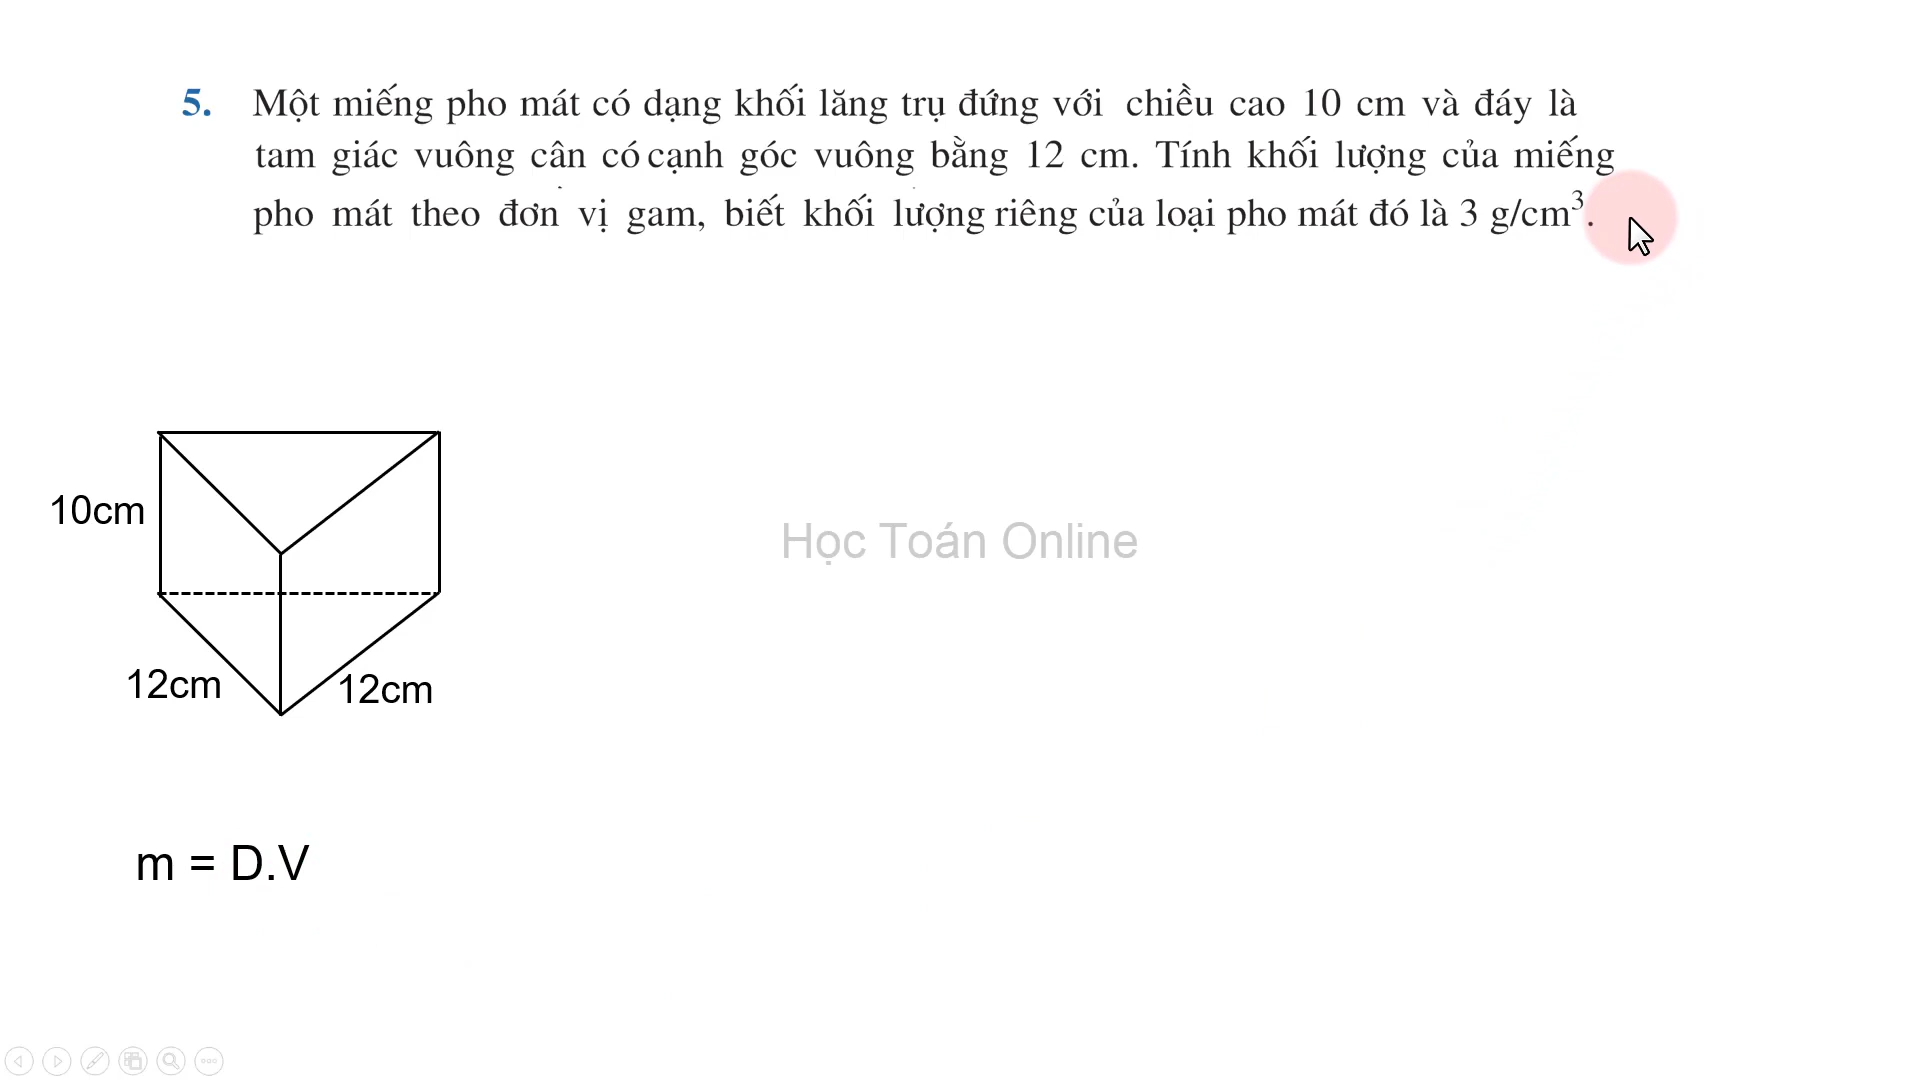 5. Một miếng pho mát có dạng khối lăng trụ đứng với chiều cao 10 cm và đáy là
tam giác vuông cân có cạnh góc vuông bằng 12 cm. Tính khối lượng của miếng
pho mát theo đơn vị gam, biết khối lượng riêng của loại pho mát đó là 3 g/cm³.
10cm
Học Toán Online
12cm
12cm
m = D.V